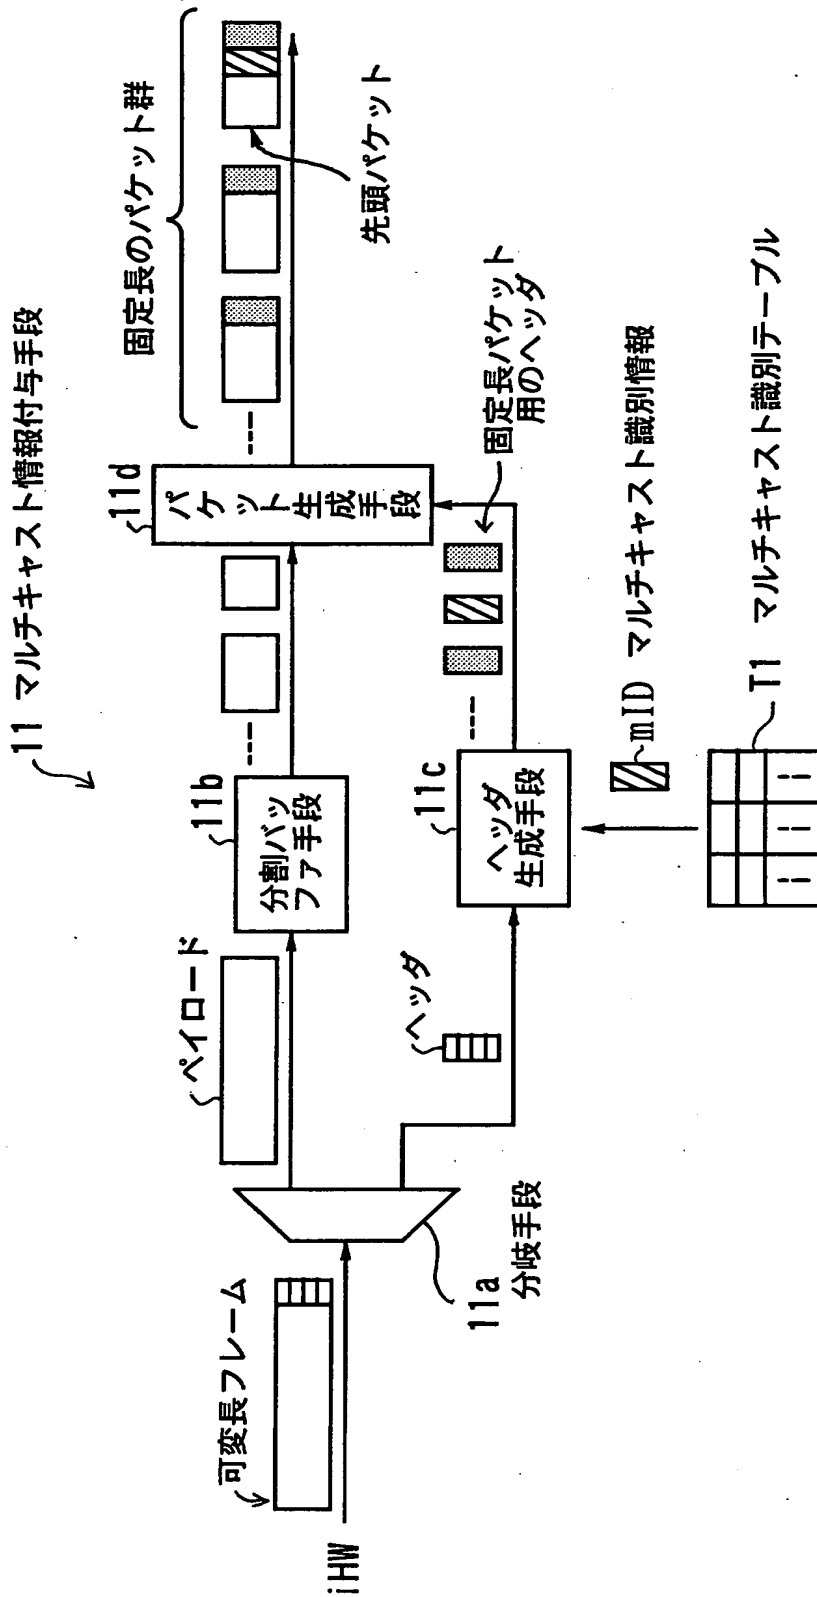 11 マルチキャスト情報付与手段
固定長のパケット群
先頭パケット
11d
パケット生成手段
固定長パケット
用のヘッダ
11b
分割バッ
ファ手段
11c
ヘッダ
生成手段
mID マルチキャスト識別情報
T1 マルチキャスト識別テーブル
ペイロード
ヘッダ
可変長フレーム
11a
分岐手段
iHW